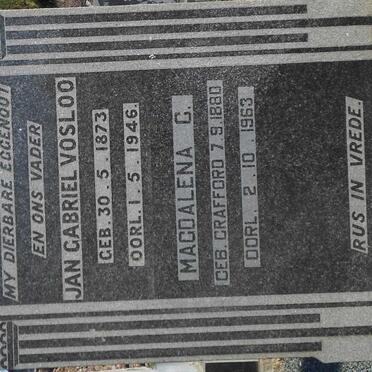 MY DIERBARE EGGENOOT
EN ONS VADER
JAN GABRIEL VOSLOO
GEB. 30 . 5 . 1873
OORL. 1 . 5 . 1946.
MAGDALENA C.
GEB. CRAFFORD 7.9.1880
OORL. 2 . 10 . 1963
RUS IN VREDE.